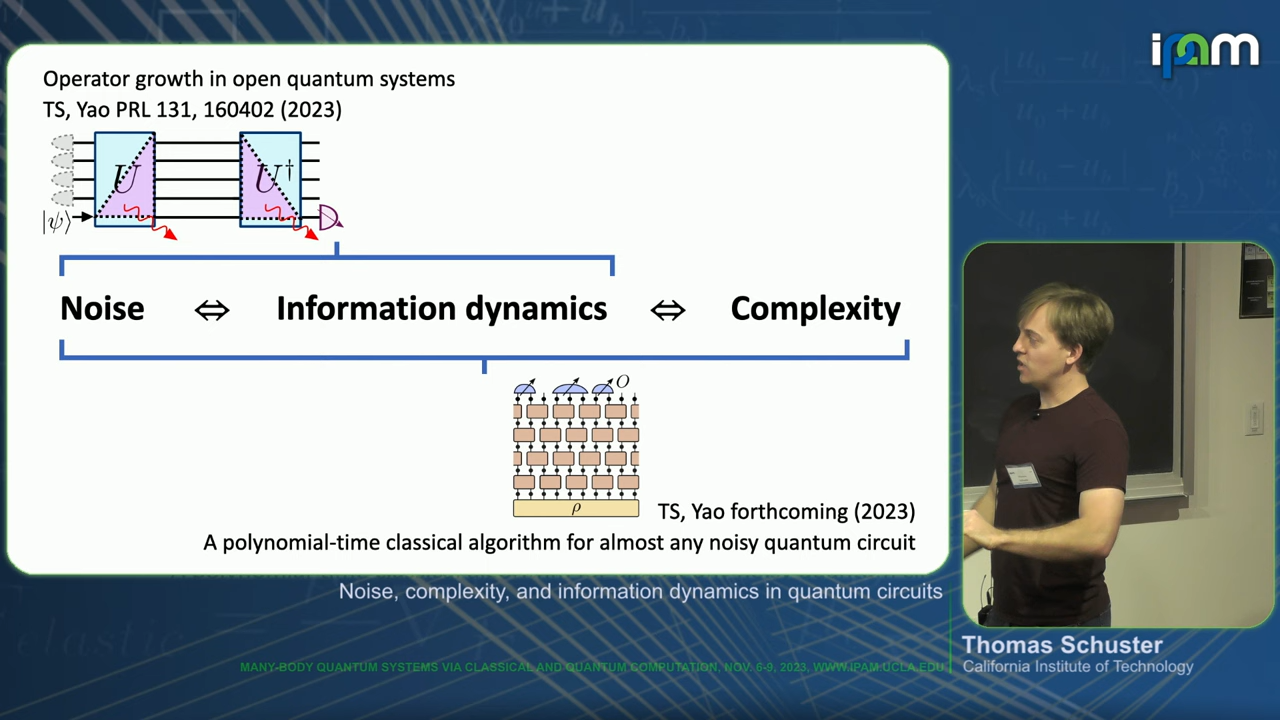 ipam
Operator growth in open quantum systems
TS, Yao PRL 131, 160402 (2023)
U U†
|ψ⟩
Noise ⇔ Information dynamics ⇔ Complexity
O
ρ
TS, Yao forthcoming (2023)
A polynomial-time classical algorithm for almost any noisy quantum circuit
Noise, complexity, and information dynamics in quantum circuits
Thomas Schuster
California Institute of Technology
MANY-BODY QUANTUM SYSTEMS VIA CLASSICAL AND QUANTUM COMPUTATION, NOV. 6-9, 2023, WWW.IPAM.UCLA.EDU
elastic